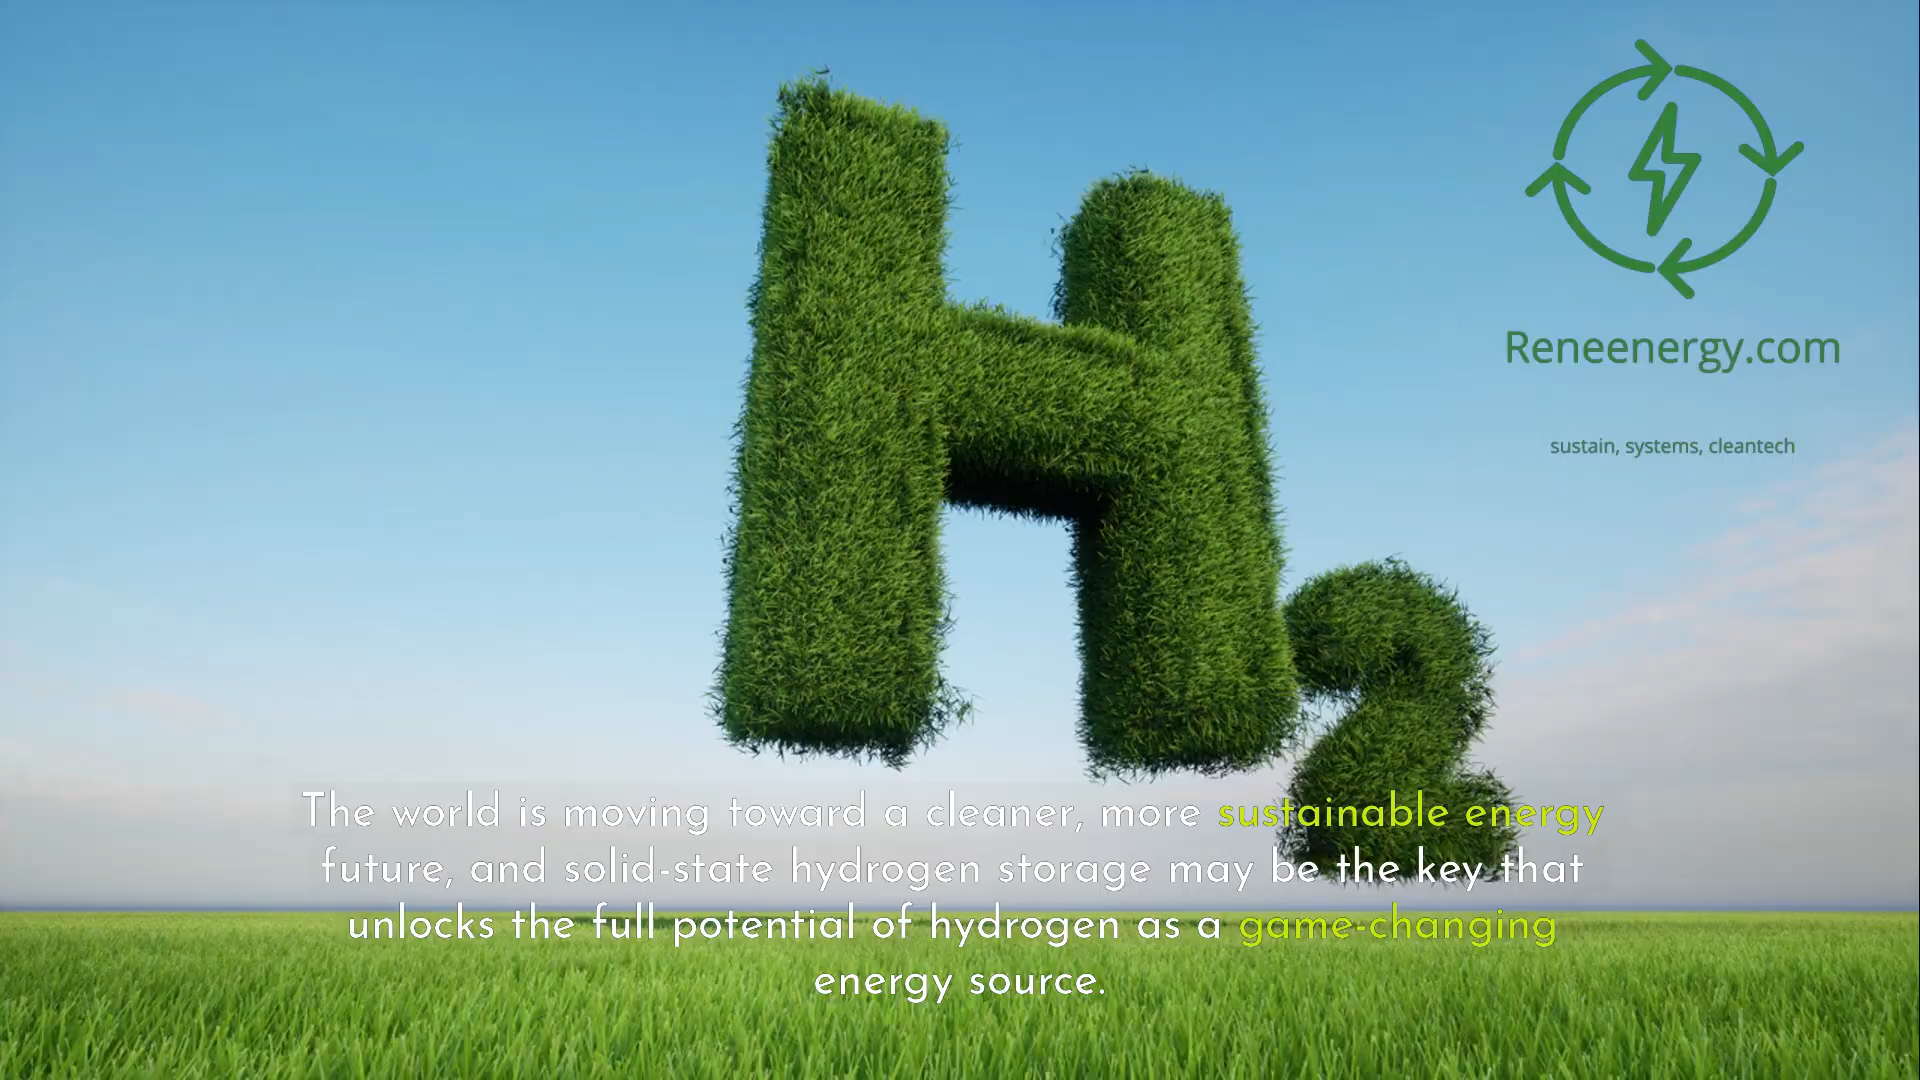 H2
Reneenergy.com
sustain, systems, cleantech
The world is moving toward a cleaner, more sustainable energy
future, and solid-state hydrogen storage may be the key that
unlocks the full potential of hydrogen as a game-changing
energy source.